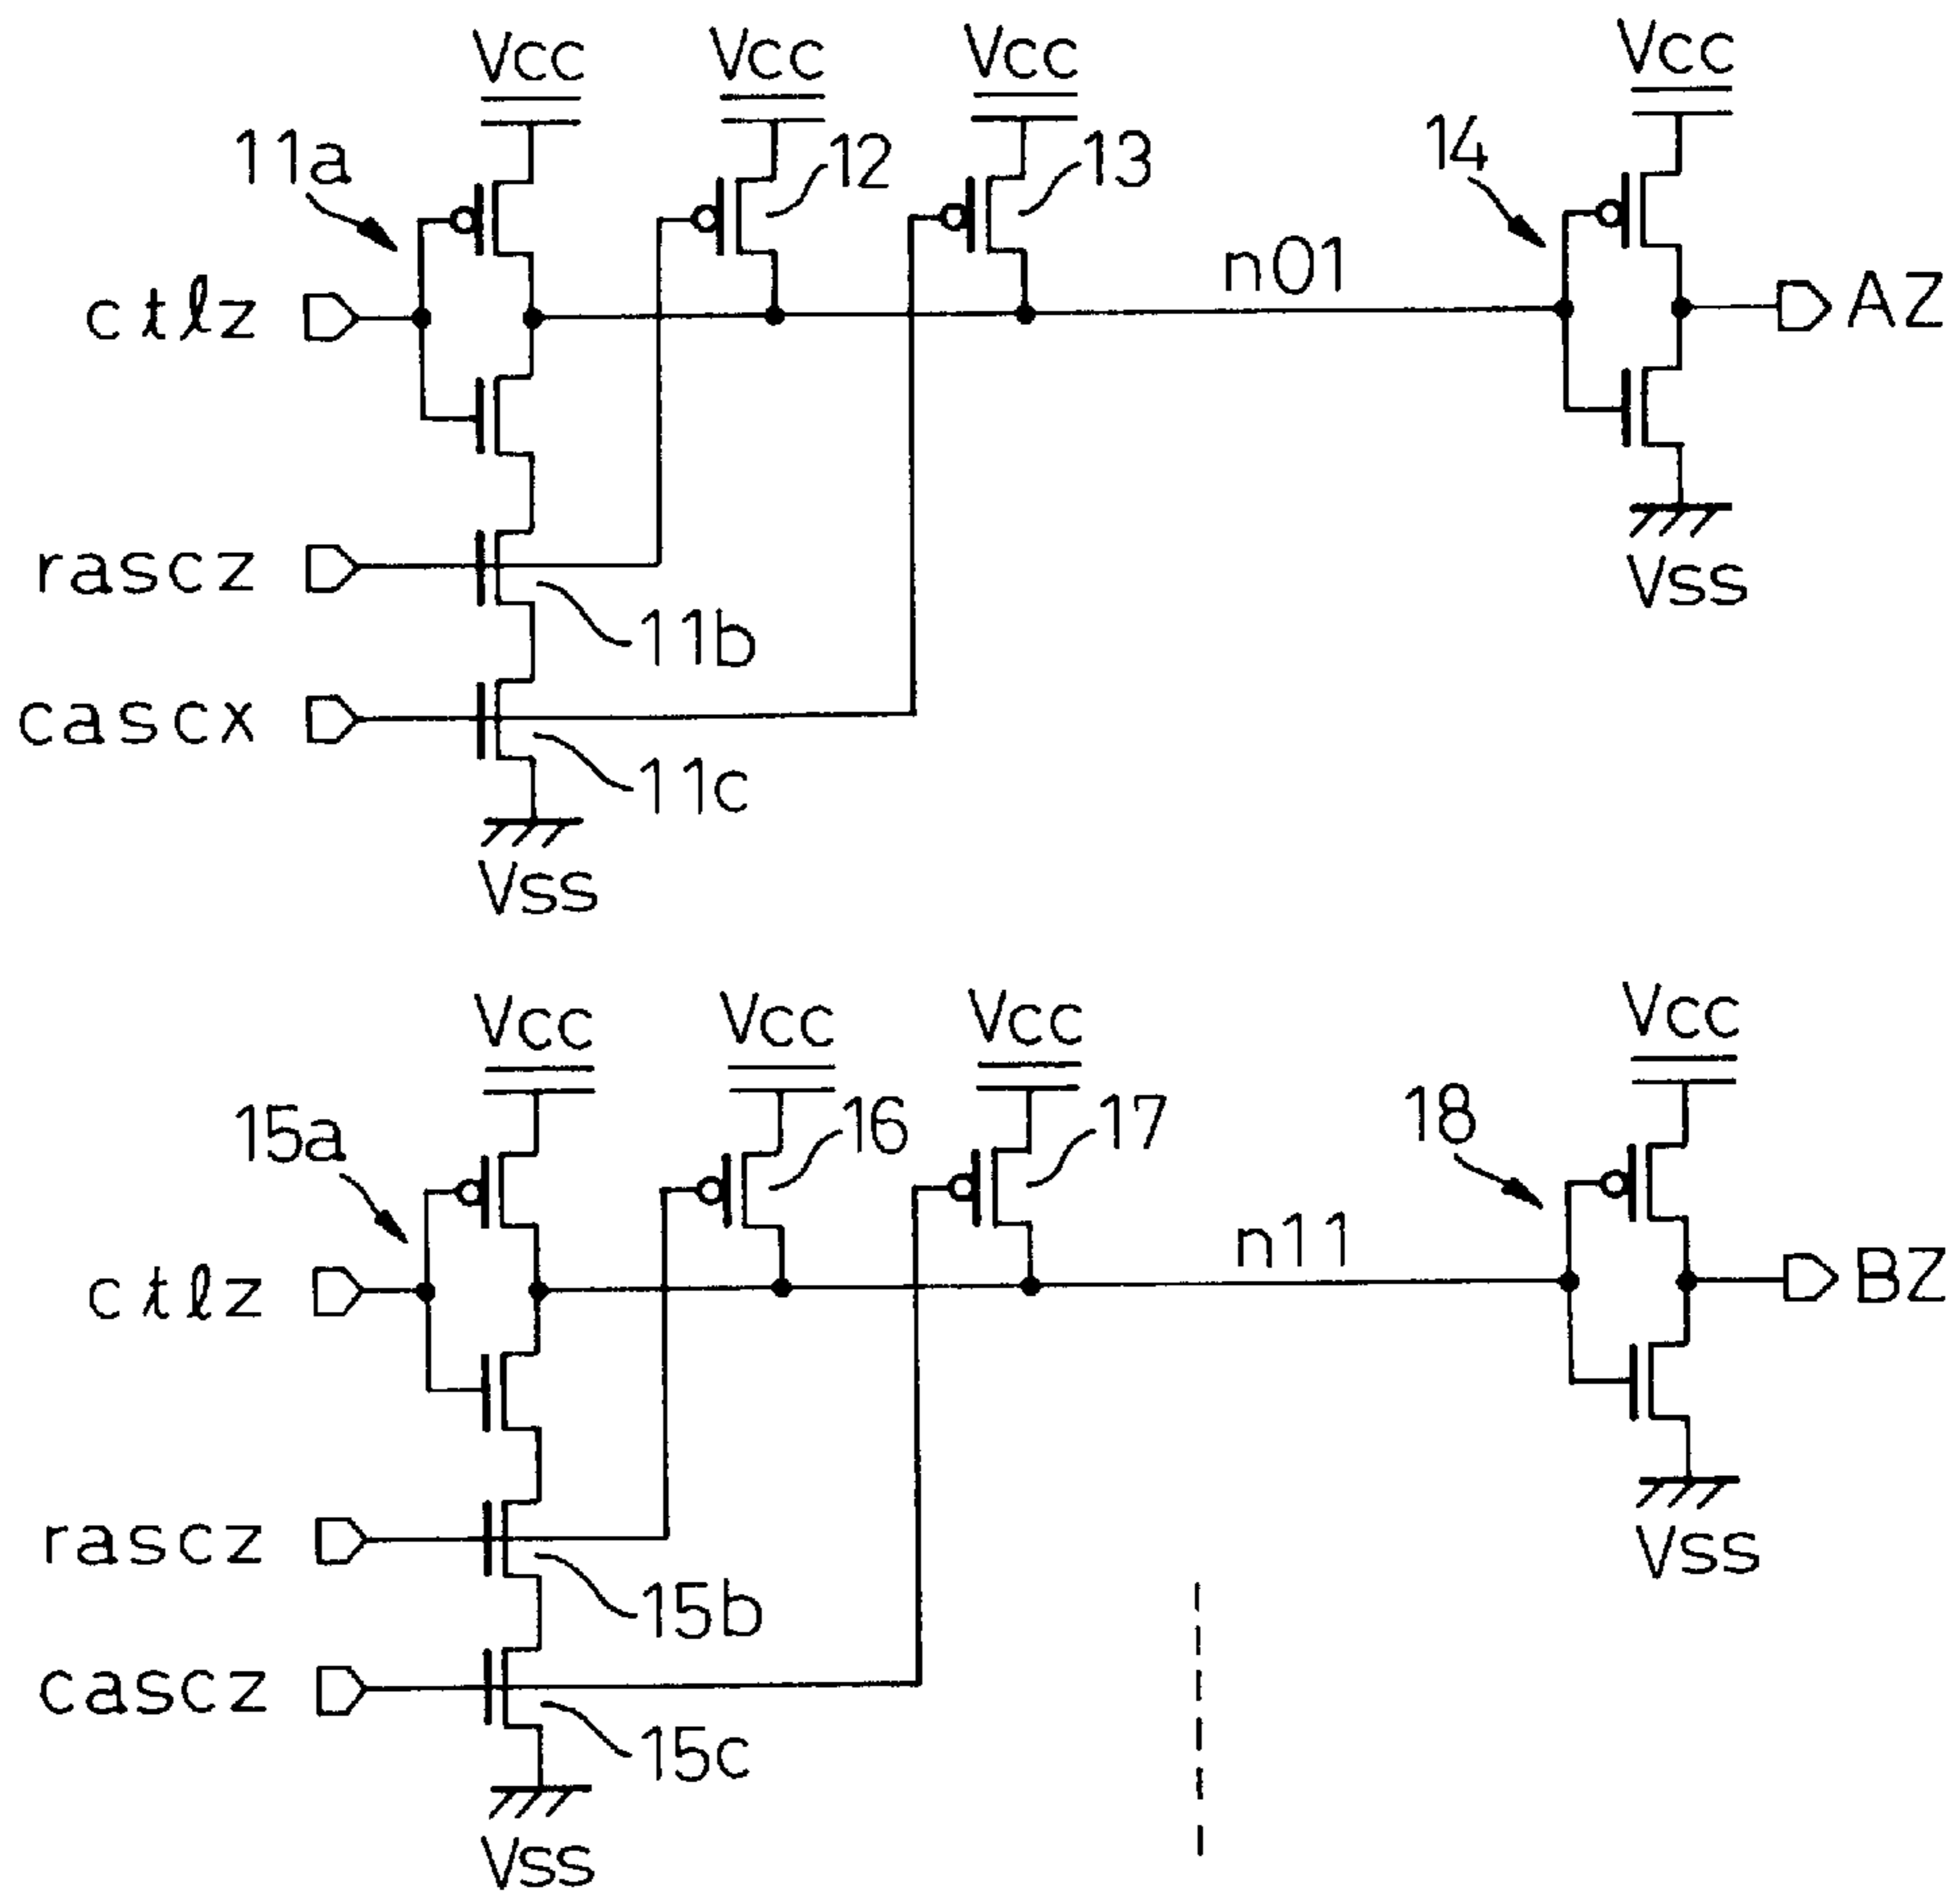 Vcc Vcc Vcc Vcc
11a 12 13 14
n01
ctlz AZ
rascz
11b
Vss
cascx
11c
Vss
Vcc Vcc Vcc Vcc
15a 16 17 18
n11
ctlz BZ
rascz
15b
Vss
cascz
15c
Vss